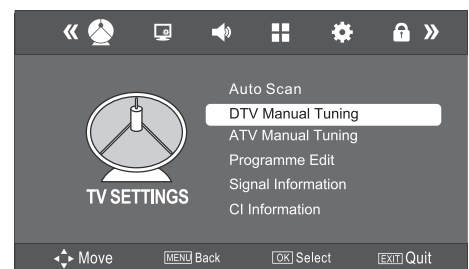 Auto Scan
DTV Manual Tuning
ATV Manual Tuning
Programme Edit
Signal Information
CI Information
TV SETTINGS
Move MENU Back OK Select EXIT Quit